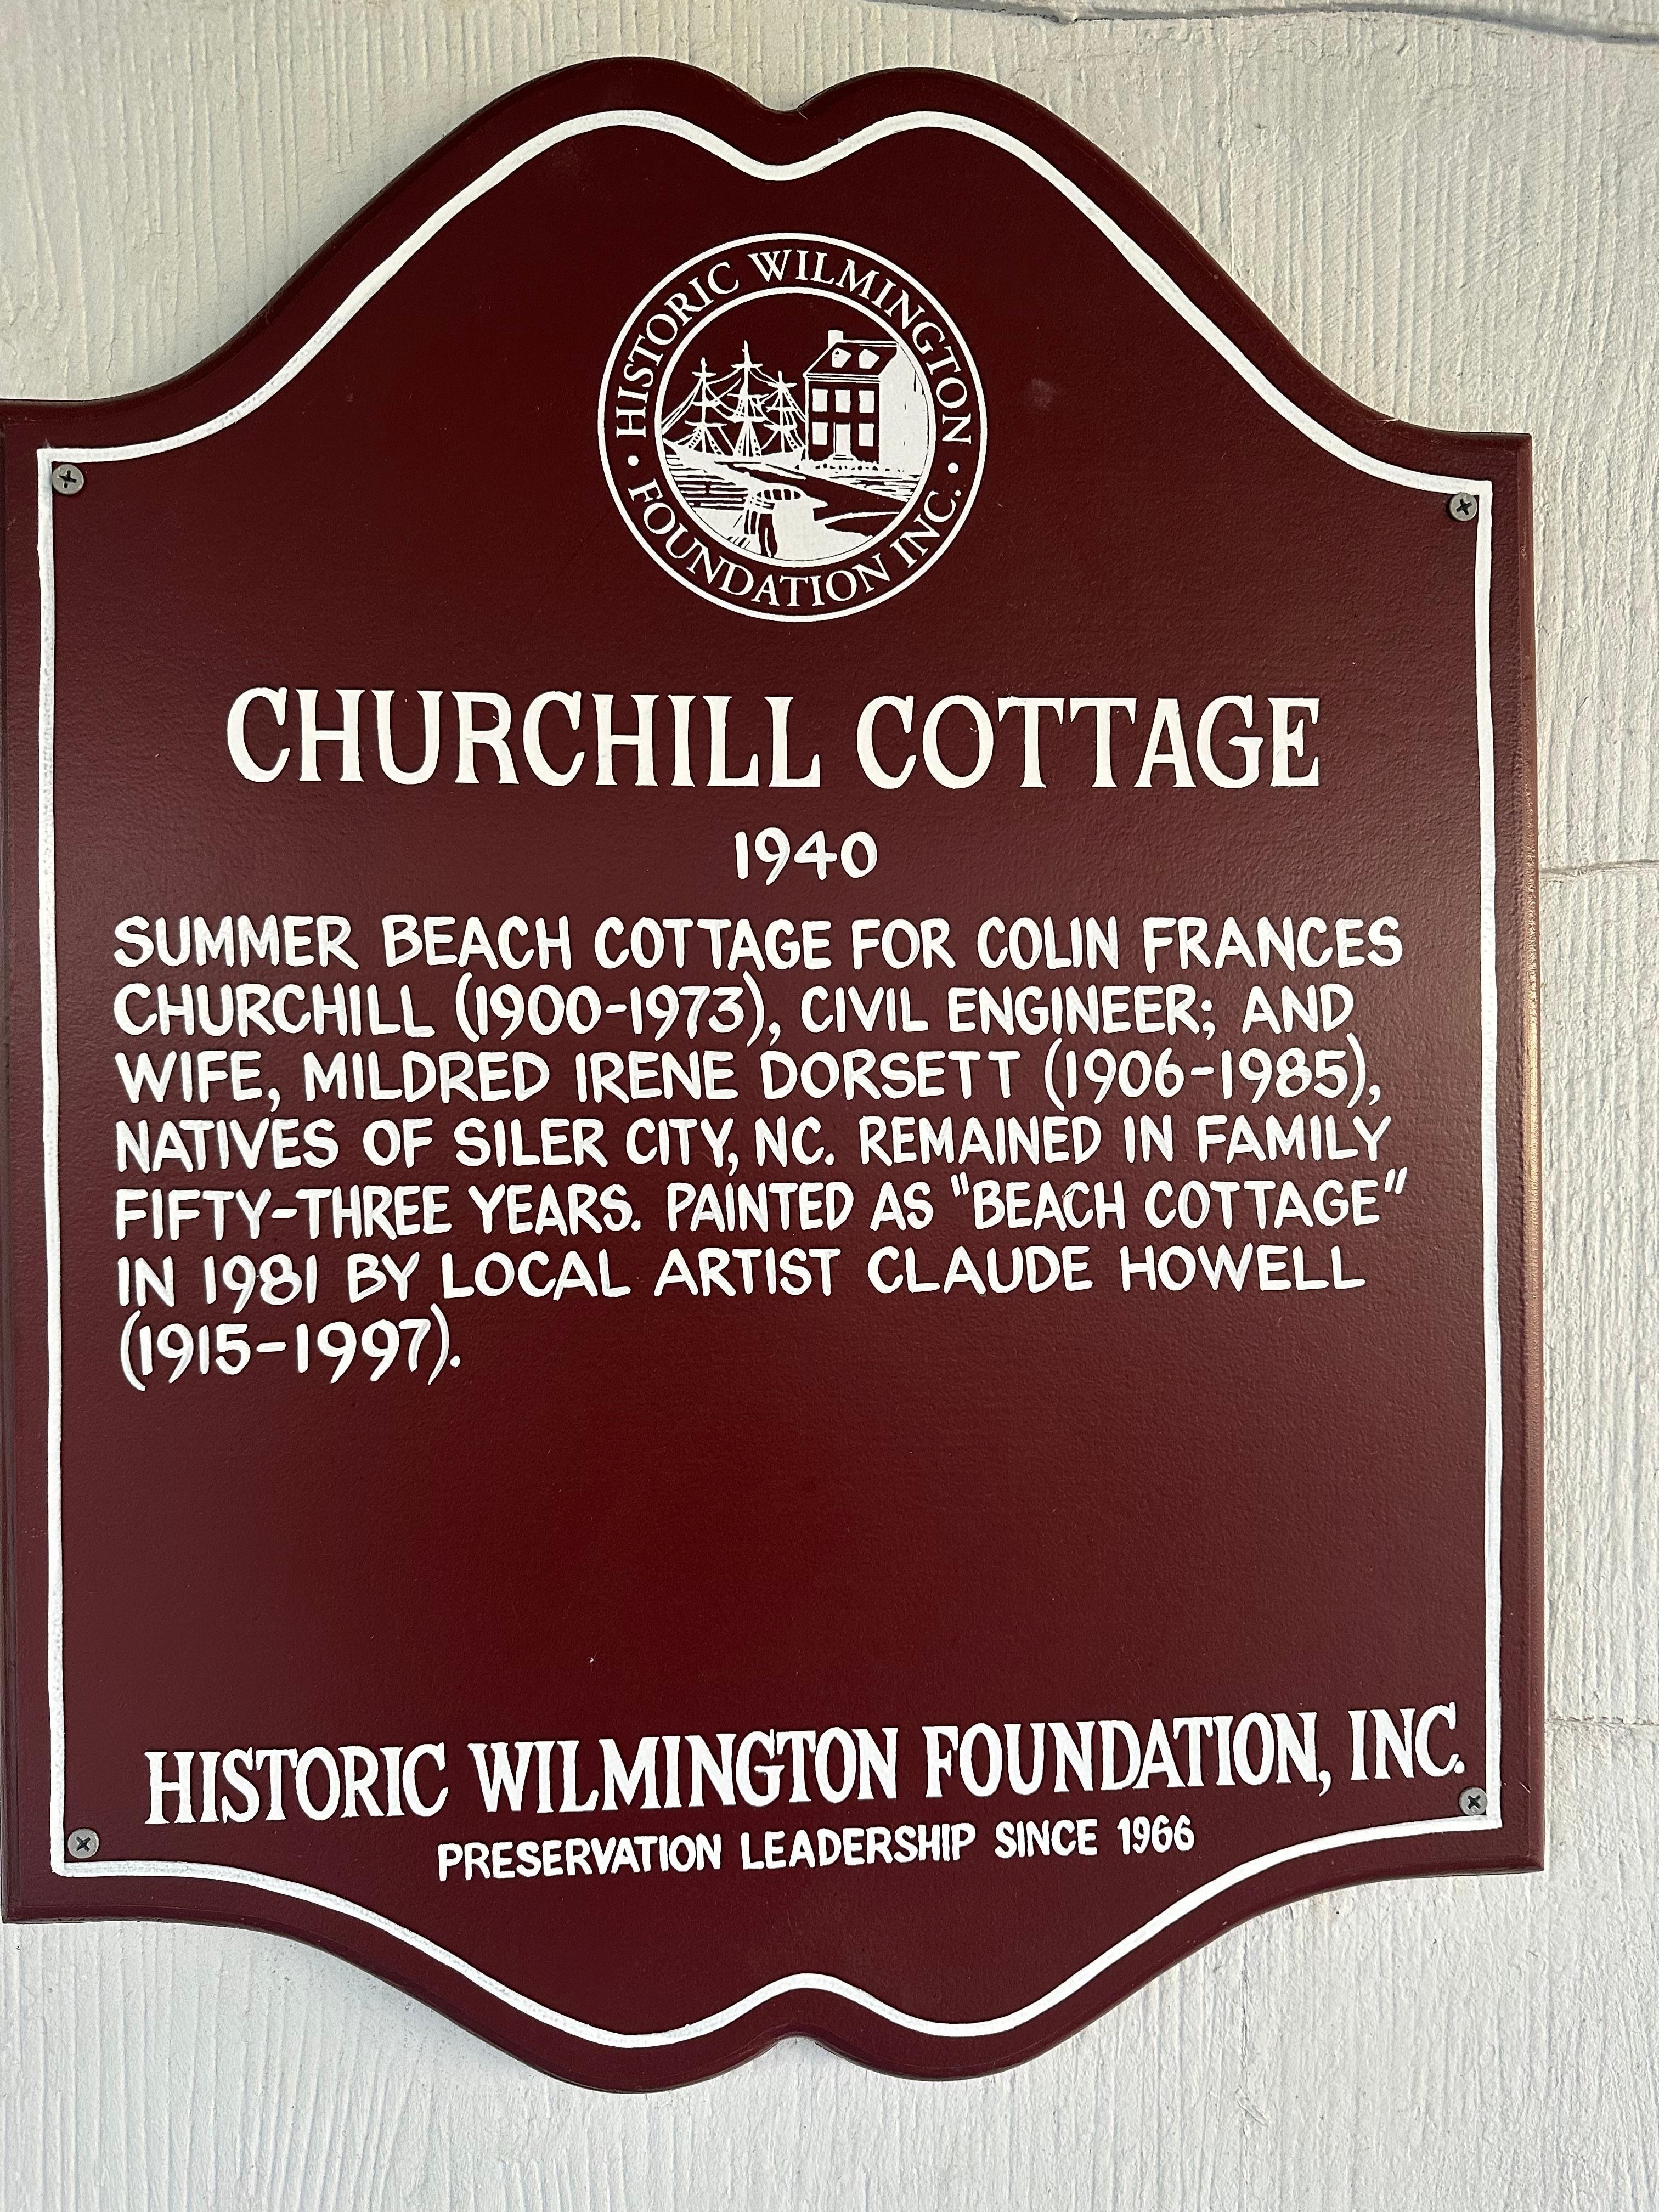 · HISTORIC WILMINGTON ·
FOUNDATION INC.
CHURCHILL COTTAGE
1940
SUMMER BEACH COTTAGE FOR COLIN FRANCES
CHURCHILL (1900-1973), CIVIL ENGINEER; AND
WIFE, MILDRED IRENE DORSETT (1906-1985),
NATIVES OF SILER CITY, NC. REMAINED IN FAMILY
FIFTY-THREE YEARS. PAINTED AS "BEACH COTTAGE"
IN 1981 BY LOCAL ARTIST CLAUDE HOWELL
(1915-1997).
HISTORIC WILMINGTON FOUNDATION, INC.
PRESERVATION LEADERSHIP SINCE 1966